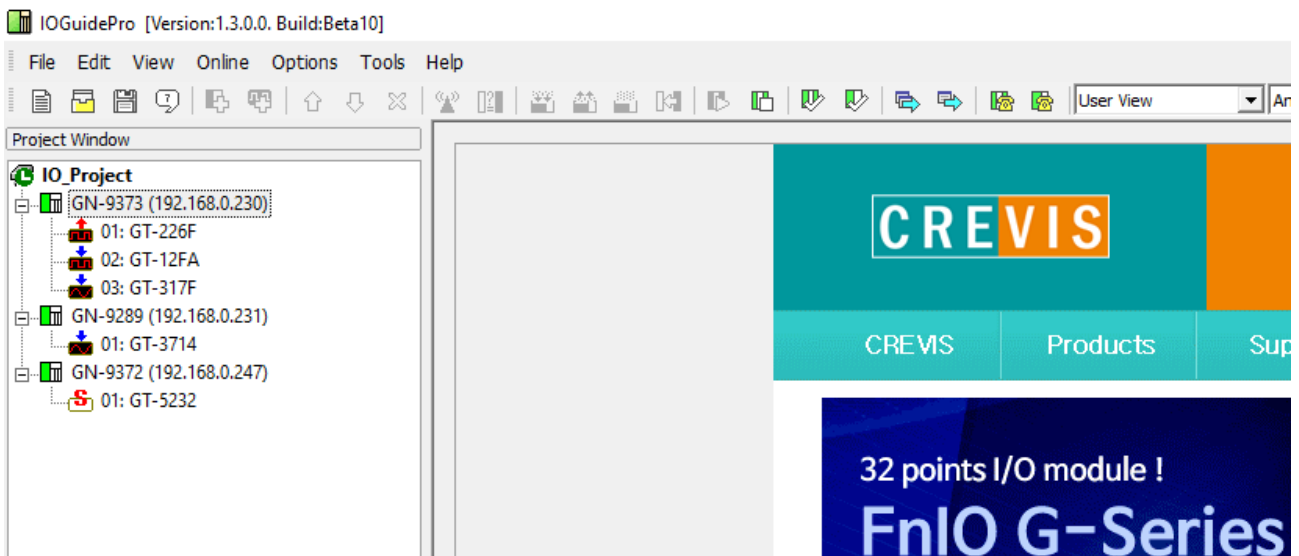 IOGuidePro [Version:1.3.0.0. Build:Beta10]
File Edit View Online Options Tools Help
User View
An
Project Window
IO_Project
GN-9373 (192.168.0.230)
01: GT-226F
02: GT-12FA
03: GT-317F
GN-9289 (192.168.0.231)
01: GT-3714
GN-9372 (192.168.0.247)
01: GT-5232
CREVIS
CREVIS Products Sup
32 points I/O module !
FnIO G-Series